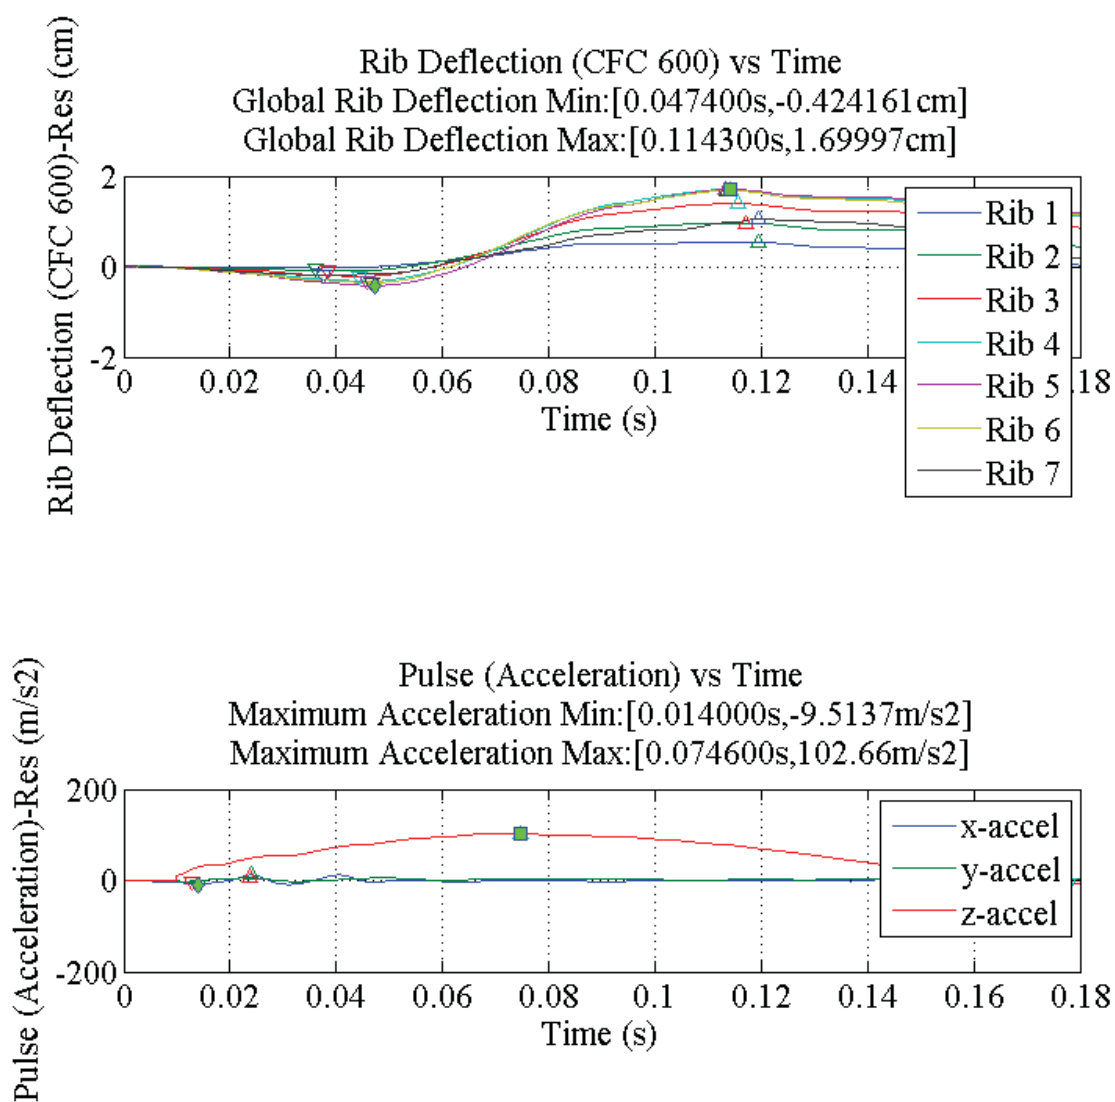 Rib Deflection (CFC 600) vs Time
Global Rib Deflection Min:[0.047400s,-0.424161cm]
Global Rib Deflection Max:[0.114300s,1.69997cm]
Rib Deflection (CFC 600)-Res (cm)
2
0
-2
0 0.02 0.04 0.06 0.08 0.1 0.12 0.14 .18
Time (s)
Rib 1
Rib 2
Rib 3
Rib 4
Rib 5
Rib 6
Rib 7
Pulse (Acceleration) vs Time
Maximum Acceleration Min:[0.014000s,-9.5137m/s2]
Maximum Acceleration Max:[0.074600s,102.66m/s2]
Pulse (Acceleration)-Res (m/s2)
200
0
-200
0 0.02 0.04 0.06 0.08 0.1 0.12 0.14 0.16 0.18
Time (s)
x-accel
y-accel
z-accel